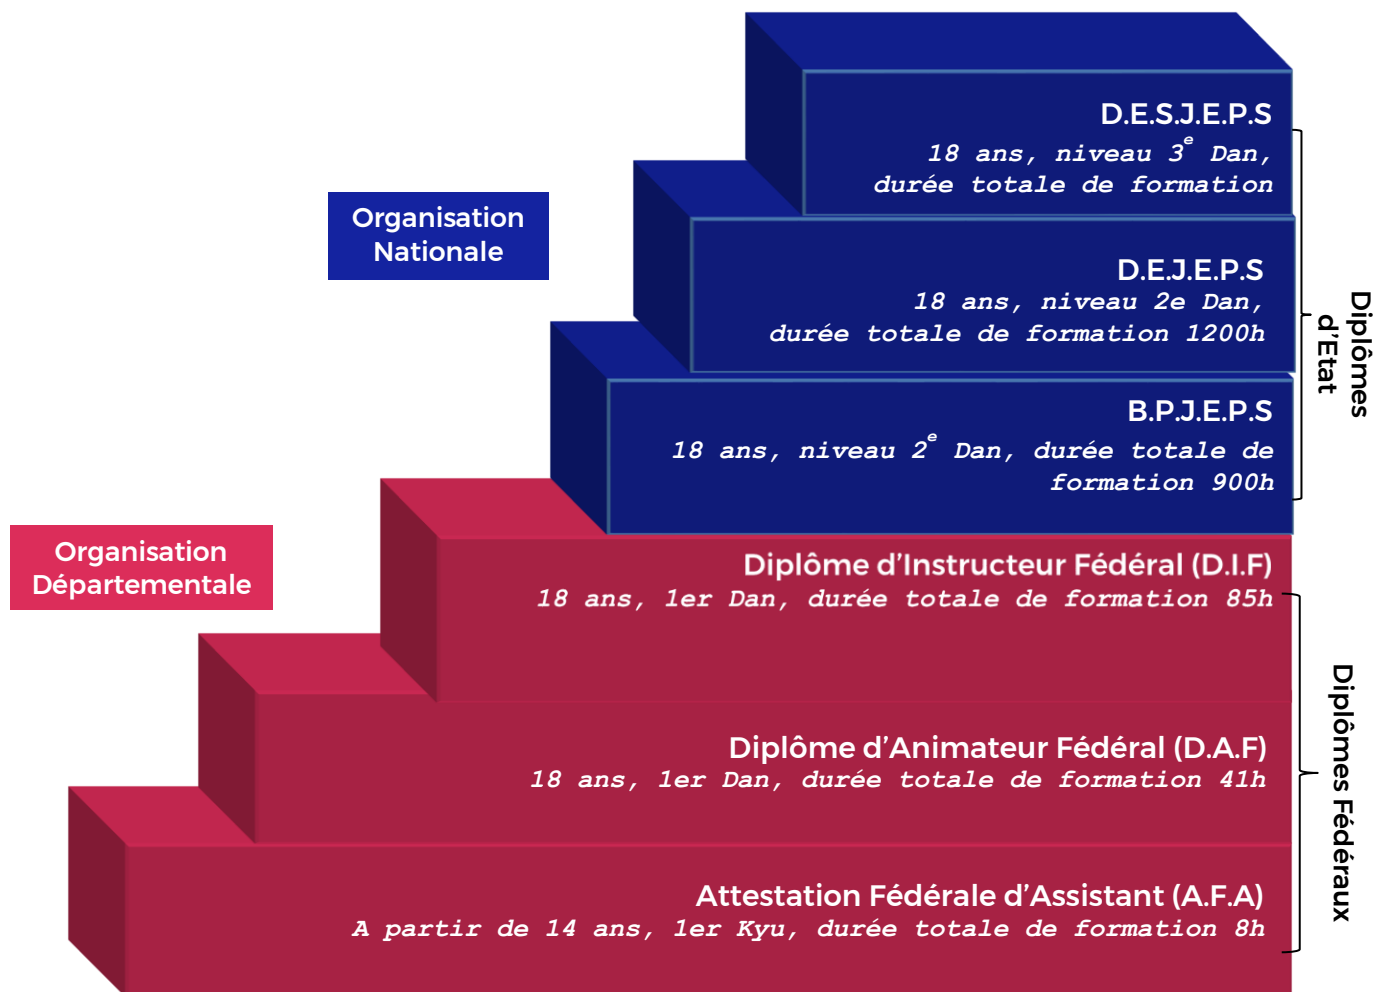 D.E.S.J.E.P.S
18 ans, niveau 3e Dan,
durée totale de formation
Organisation
Nationale
D.E.J.E.P.S
18 ans, niveau 2e Dan,
durée totale de formation 1200h
Diplômes
d'Etat
B.P.J.E.P.S
18 ans, niveau 2e Dan, durée totale de
formation 900h
Organisation
Départementale
Diplôme d'Instructeur Fédéral (D.I.F)
18 ans, 1er Dan, durée totale de formation 85h
Diplômes Fédéraux
Diplôme d'Animateur Fédéral (D.A.F)
18 ans, 1er Dan, durée totale de formation 41h
Attestation Fédérale d'Assistant (A.F.A)
A partir de 14 ans, 1er Kyu, durée totale de formation 8h